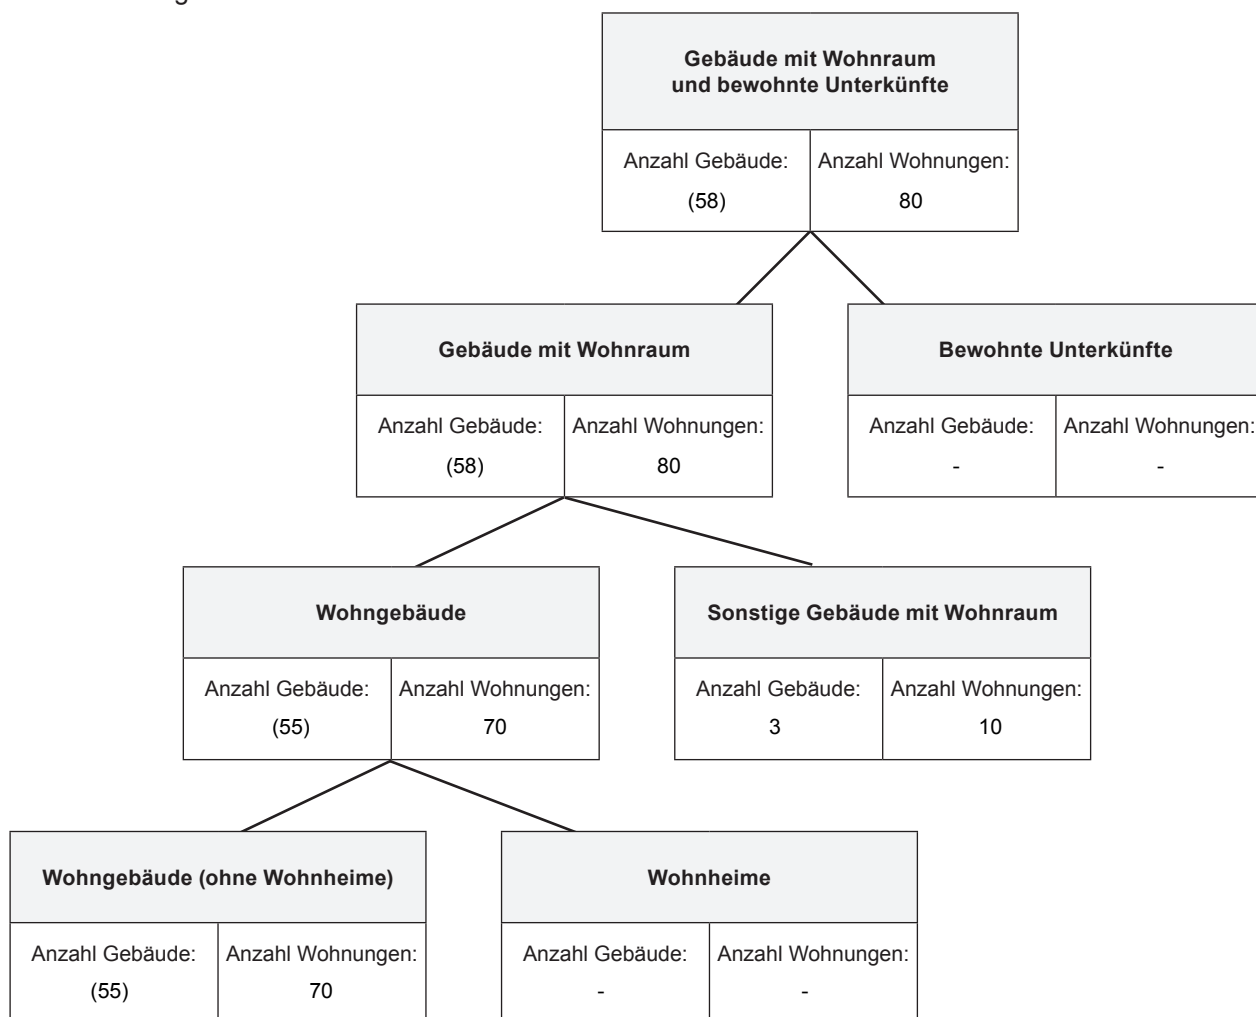 Gebäude mit Wohnraum
und bewohnte Unterkünfte
Anzahl Gebäude: Anzahl Wohnungen:
(58) 80
Gebäude mit Wohnraum
Anzahl Gebäude: Anzahl Wohnungen:
(58) 80
Bewohnte Unterkünfte
Anzahl Gebäude: Anzahl Wohnungen:
- -
Wohngebäude
Anzahl Gebäude: Anzahl Wohnungen:
(55) 70
Sonstige Gebäude mit Wohnraum
Anzahl Gebäude: Anzahl Wohnungen:
3 10
Wohngebäude (ohne Wohnheime)
Anzahl Gebäude: Anzahl Wohnungen:
(55) 70
Wohnheime
Anzahl Gebäude: Anzahl Wohnungen:
- -